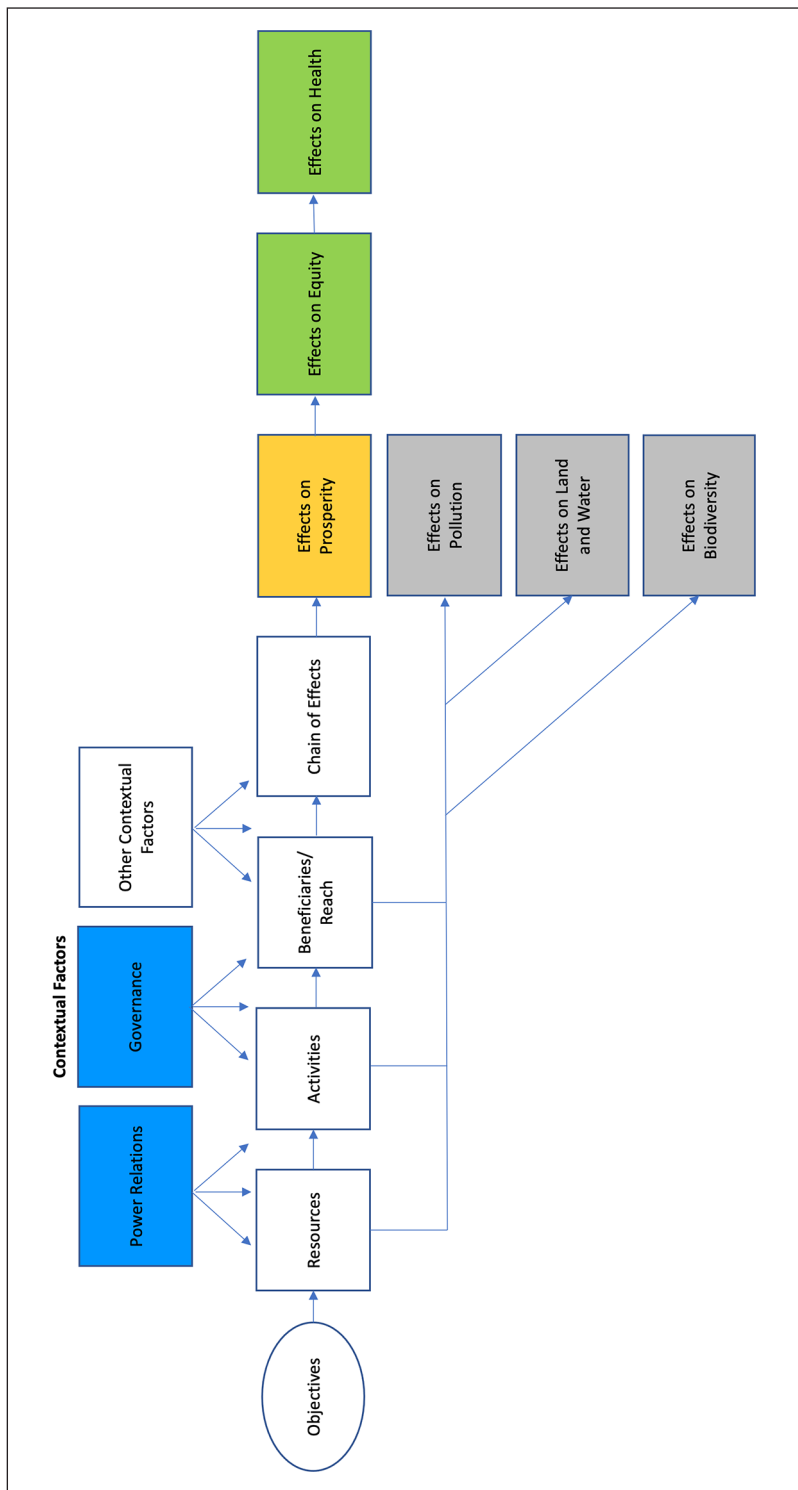 Contextual Factors
Power Relations
Governance
Other Contextual
Factors
Objectives
Resources
Activities
Beneficiaries/
Reach
Chain of Effects
Effects on
Prosperity
Effects on Equity
Effects on Health
Effects on
Pollution
Effects on Land
and Water
Effects on
Biodiversity